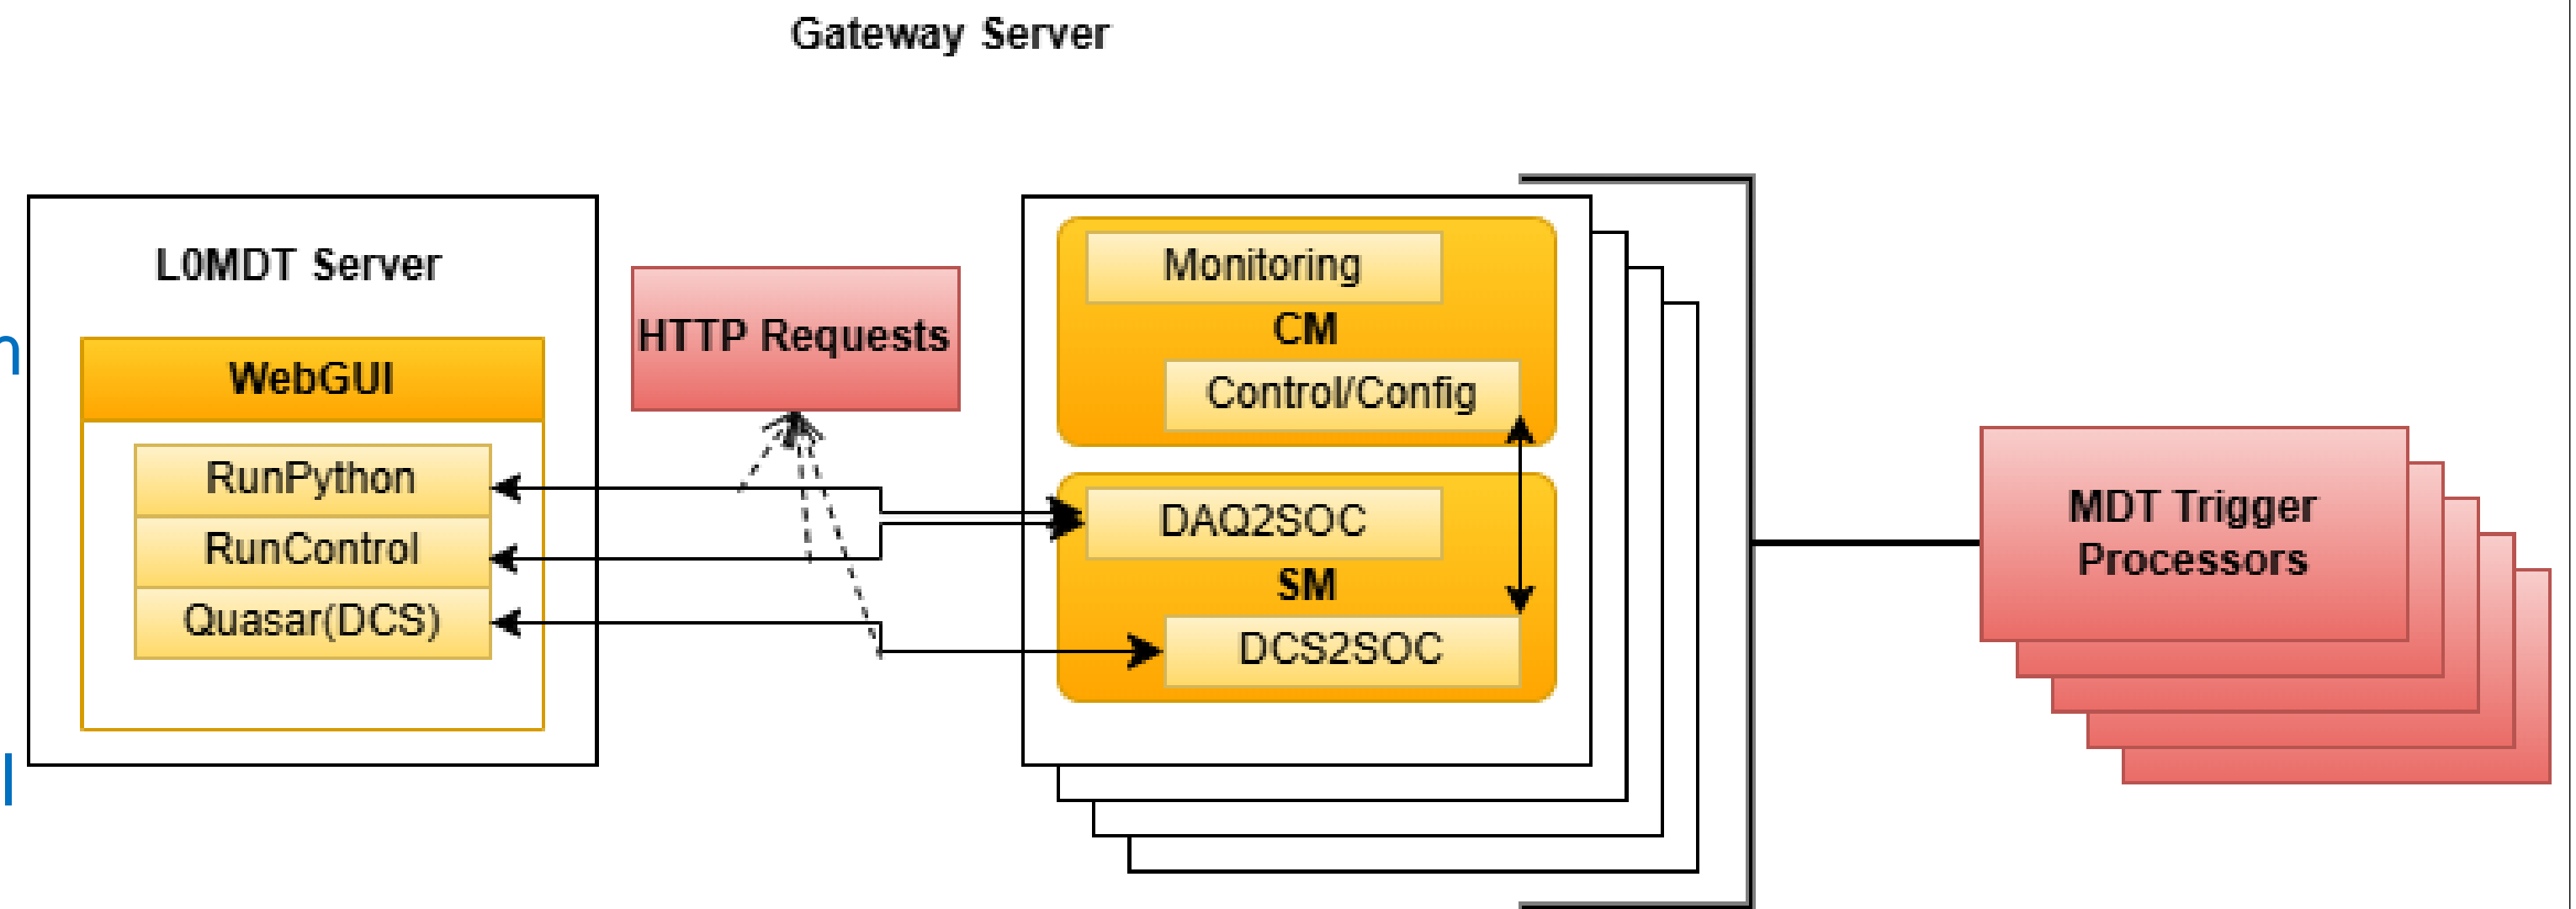 Gateway Server
L0MDT Server
WebGUI
RunPython
RunControl
Quasar(DCS)
HTTP Requests
Monitoring
CM
Control/Config
DAQ2SOC
SM
DCS2SOC
MDT Trigger
Processors